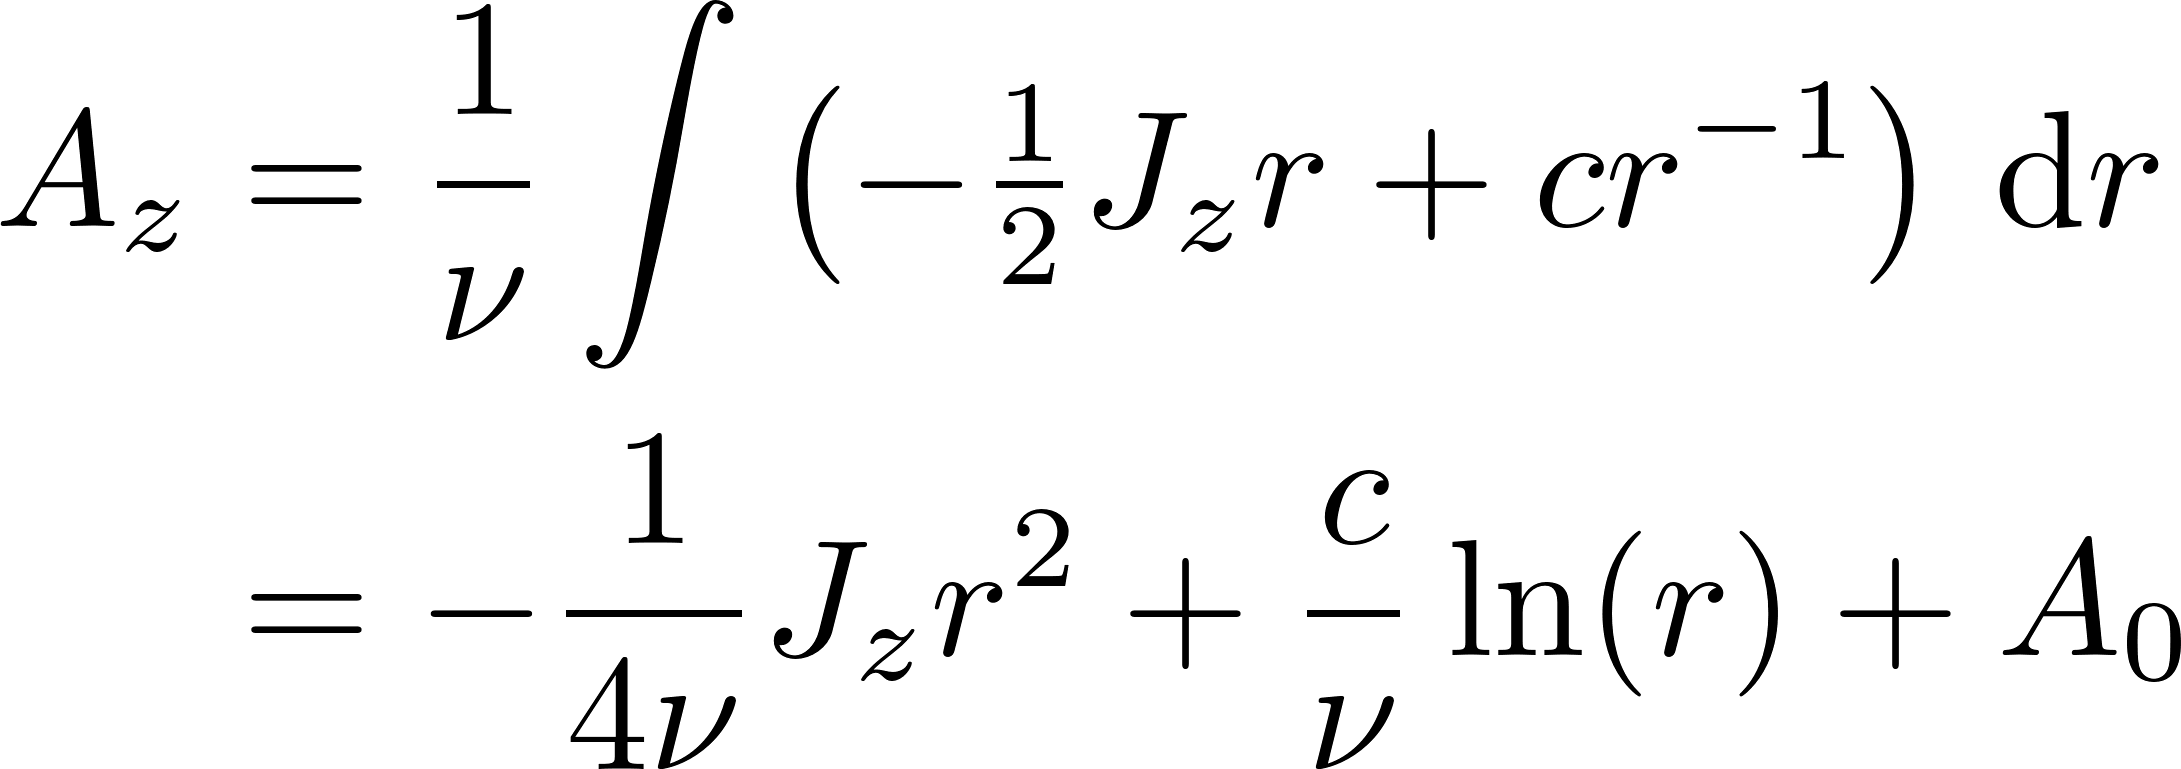 A_z = \frac{1}{\nu} \int \left( -\tfrac{1}{2} J_z r + c r^{-1} \right) \mathrm{d}r
= -\frac{1}{4\nu} J_z r^2 + \frac{c}{\nu} \ln(r) + A_0